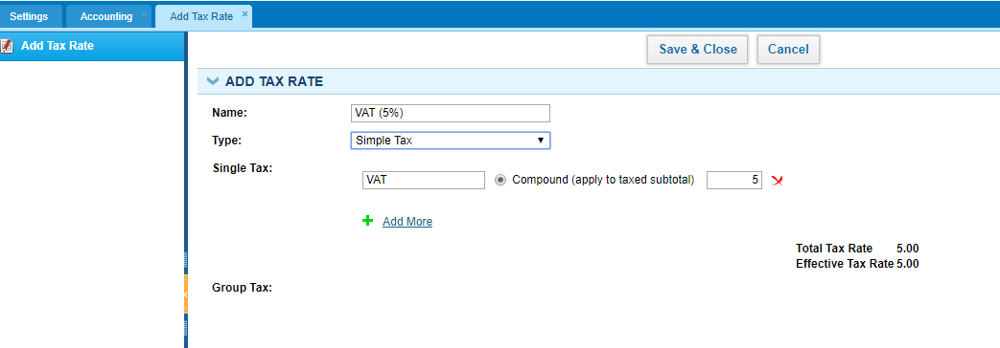 Settings Accounting Add Tax Rate
Add Tax Rate
Save & Close Cancel
ADD TAX RATE
Name: VAT (5%)
Type: Simple Tax
Single Tax:
VAT Compound (apply to taxed subtotal) 5
Add More
Total Tax Rate 5.00
Effective Tax Rate 5.00
Group Tax: